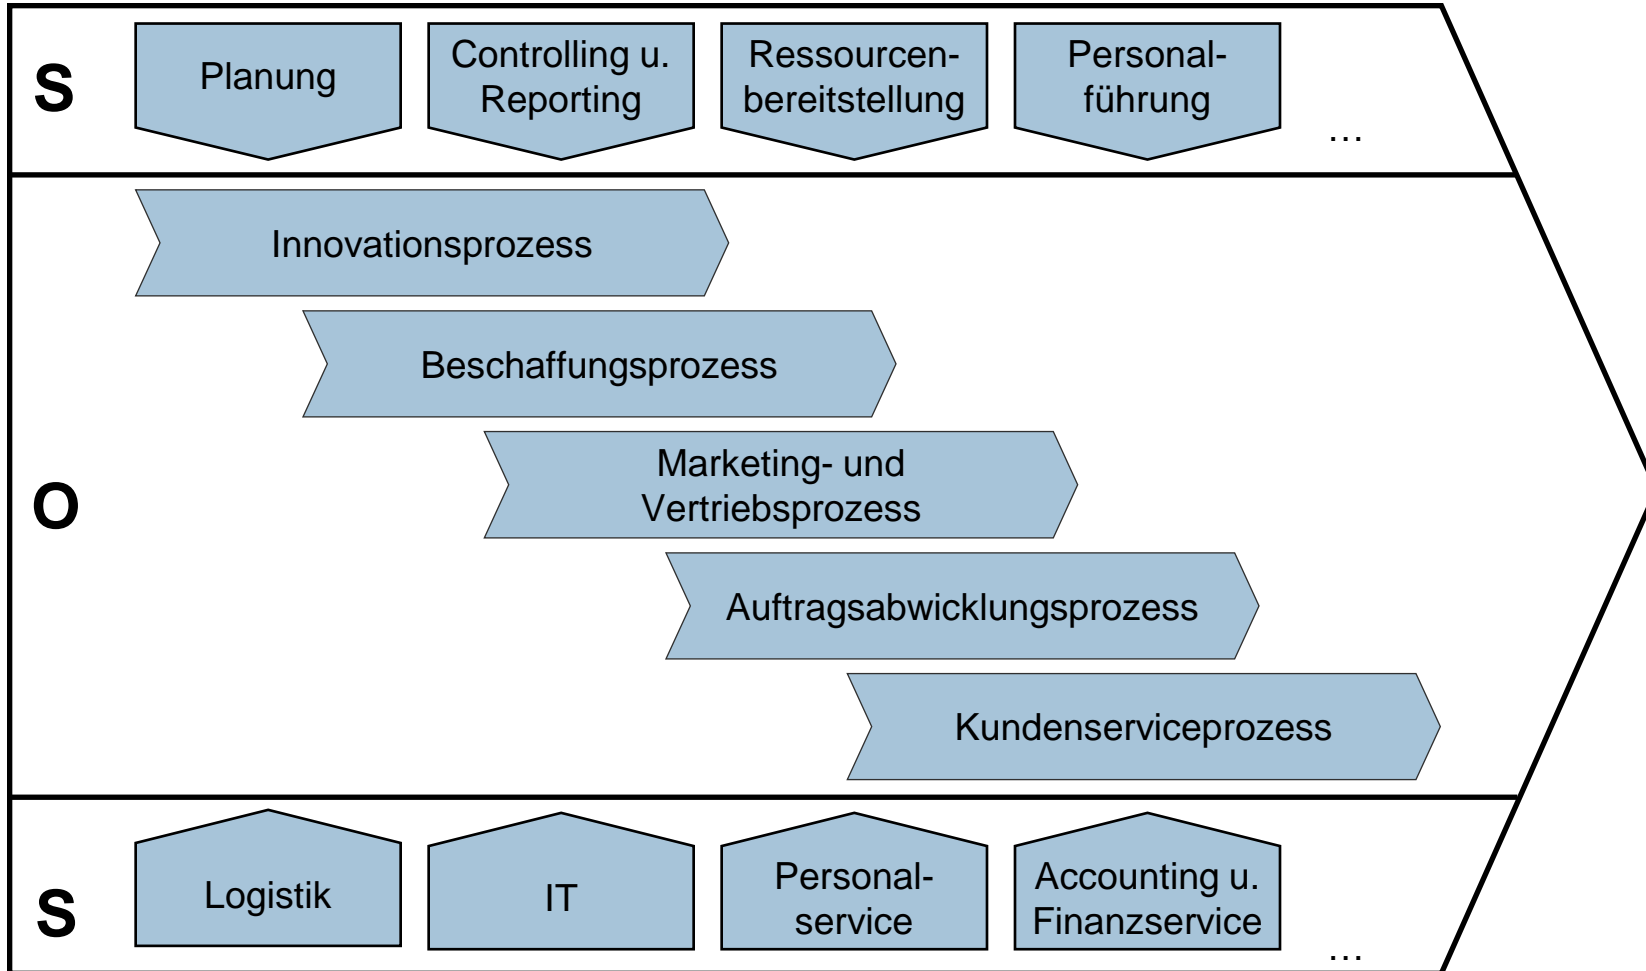 S
Planung
Controlling u.
Reporting
Ressourcen-
bereitstellung
Personal-
führung
...
O
Innovationsprozess
Beschaffungsprozess
Marketing- und
Vertriebsprozess
Auftragsabwicklungsprozess
Kundenserviceprozess
S
Logistik
IT
Personal-
service
Accounting u.
Finanzservice
...